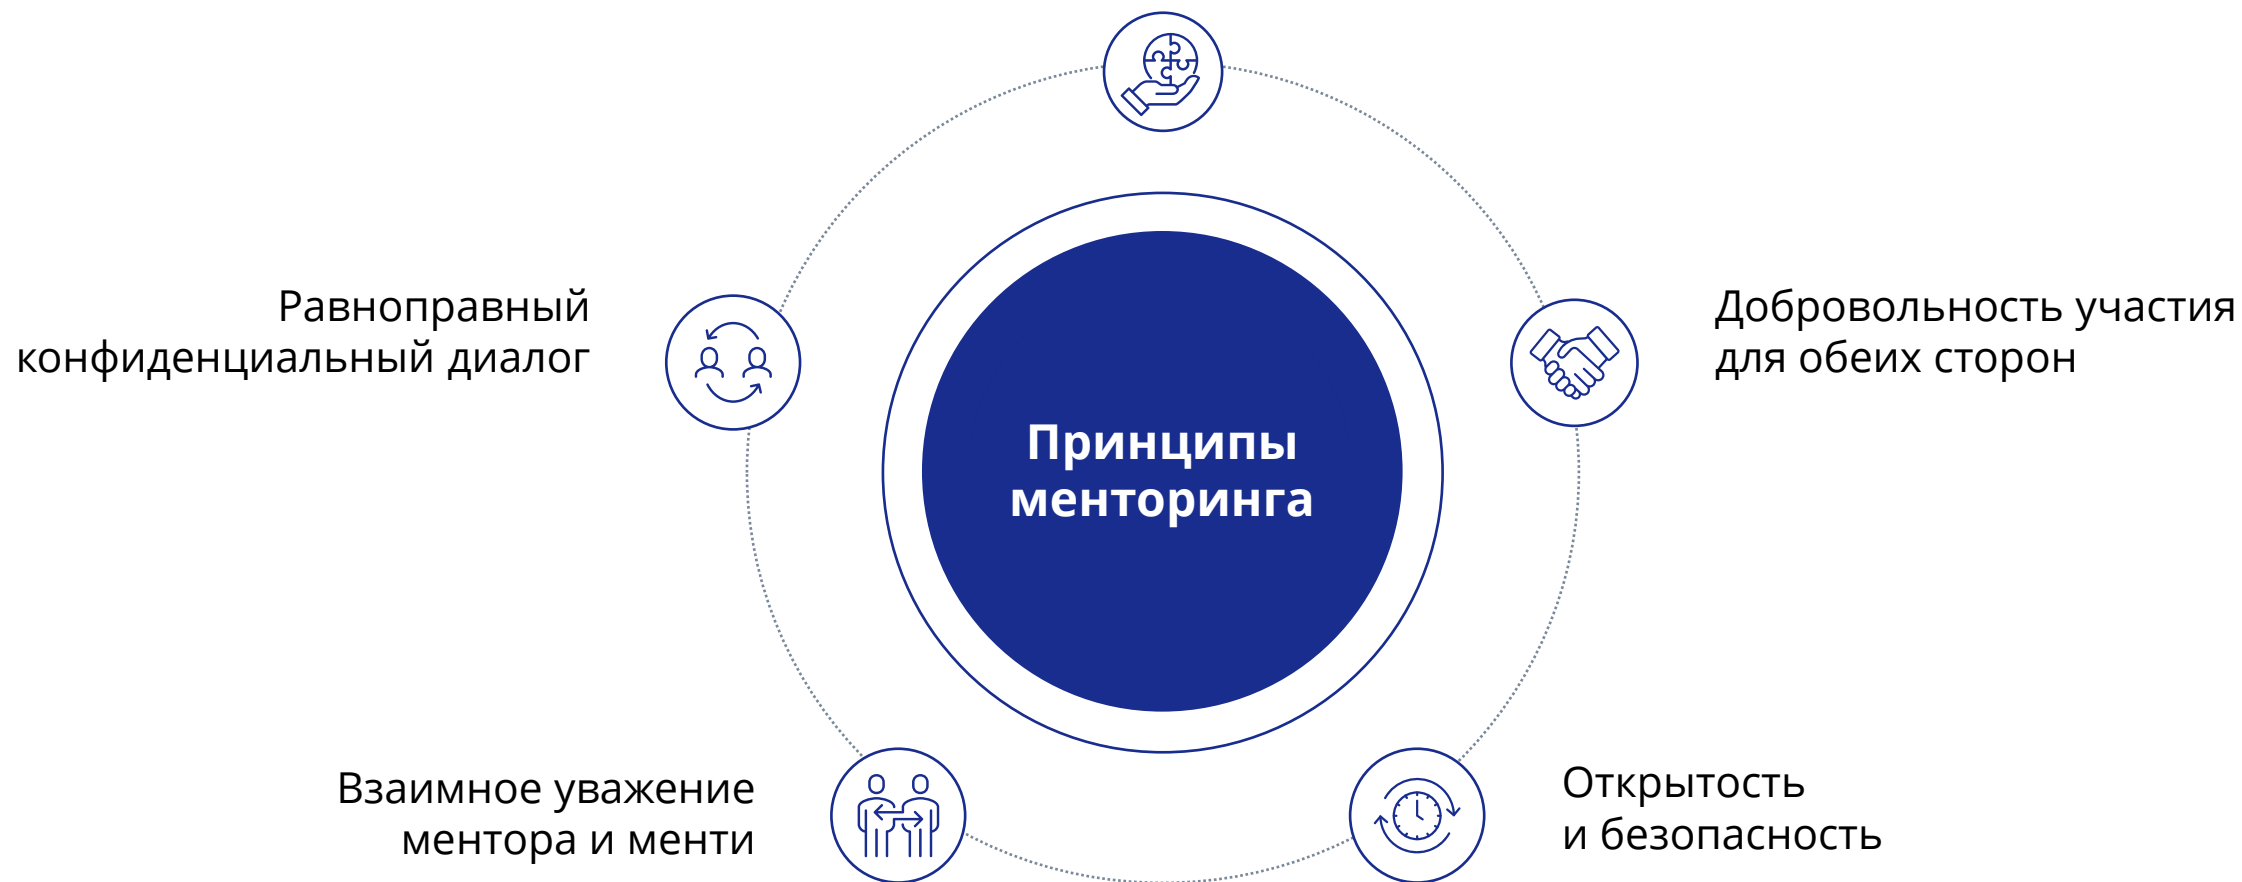 Равноправный
конфиденциальный диалог
Добровольность участия
для обеих сторон
Принципы
менторинга
Взаимное уважение
ментора и менти
Открытость
и безопасность